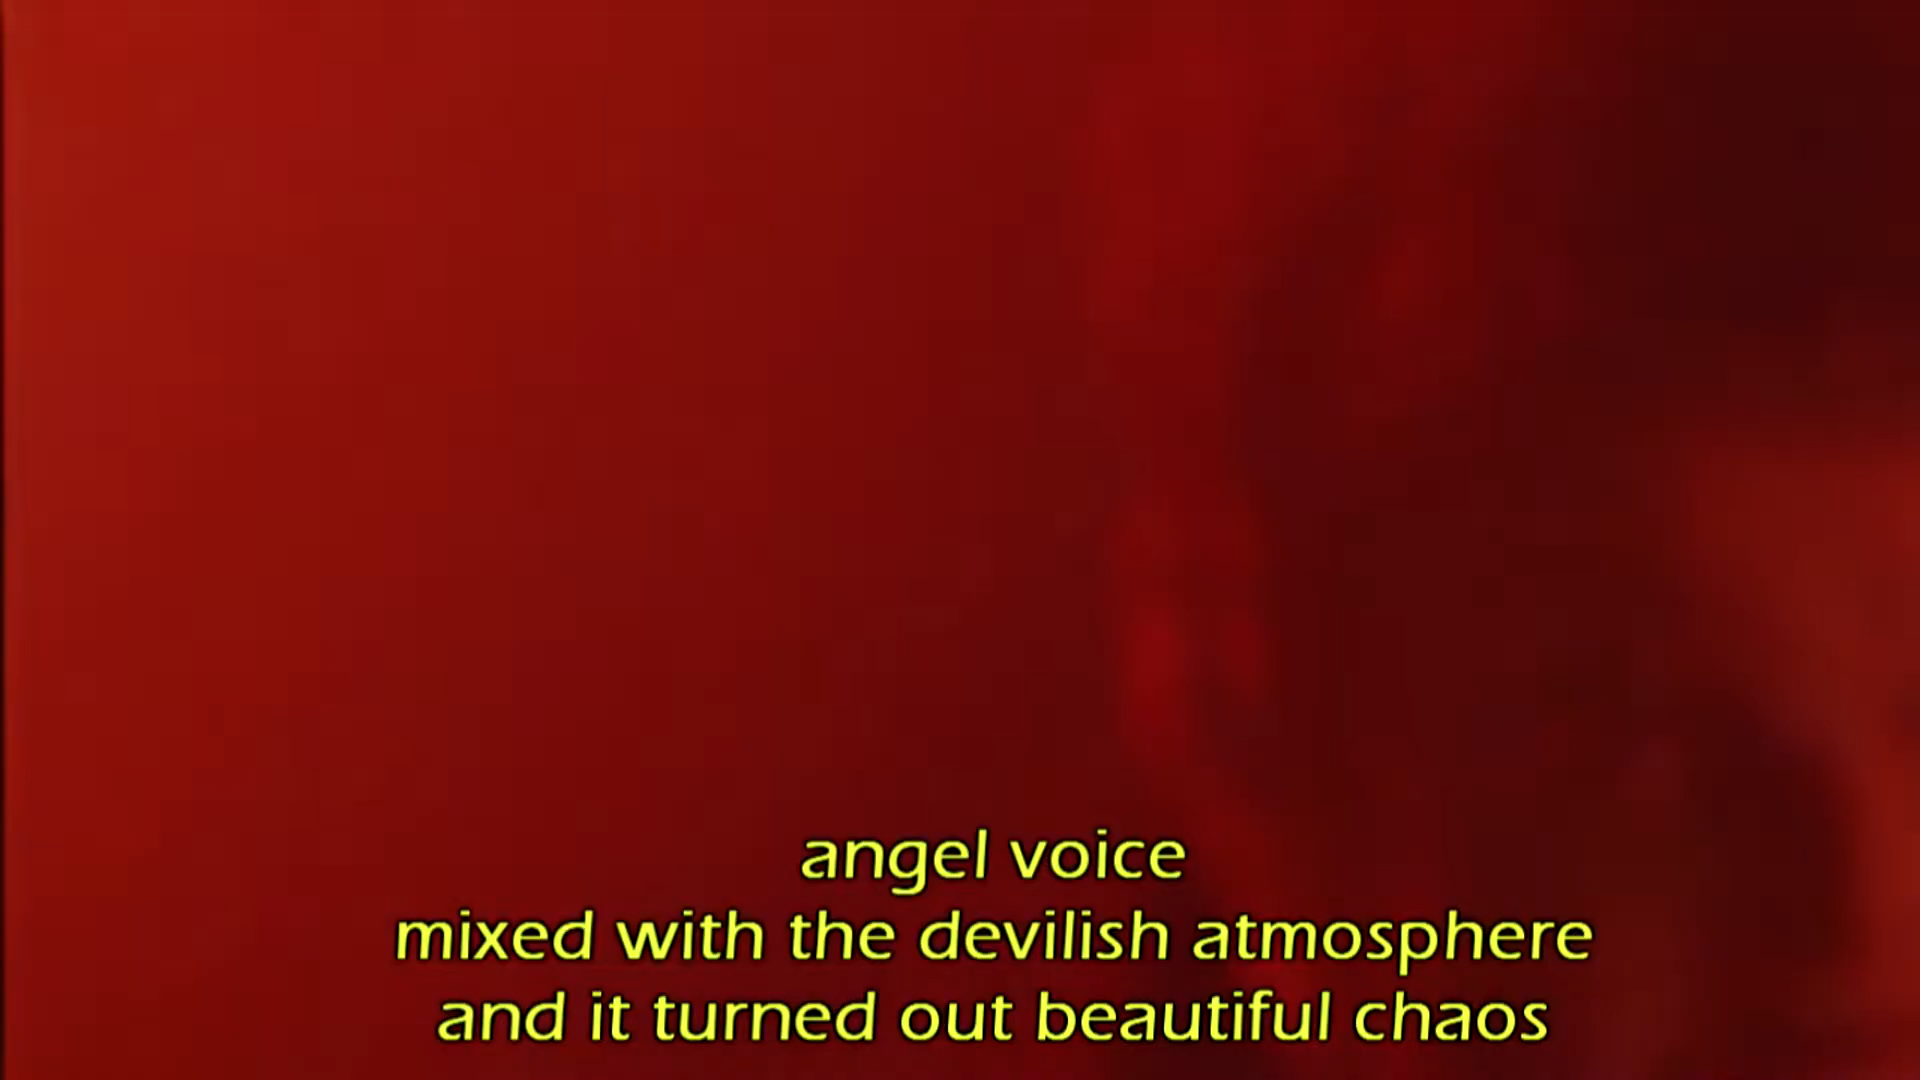 angel voice
mixed with the devilish atmosphere
and it turned out beautiful chaos